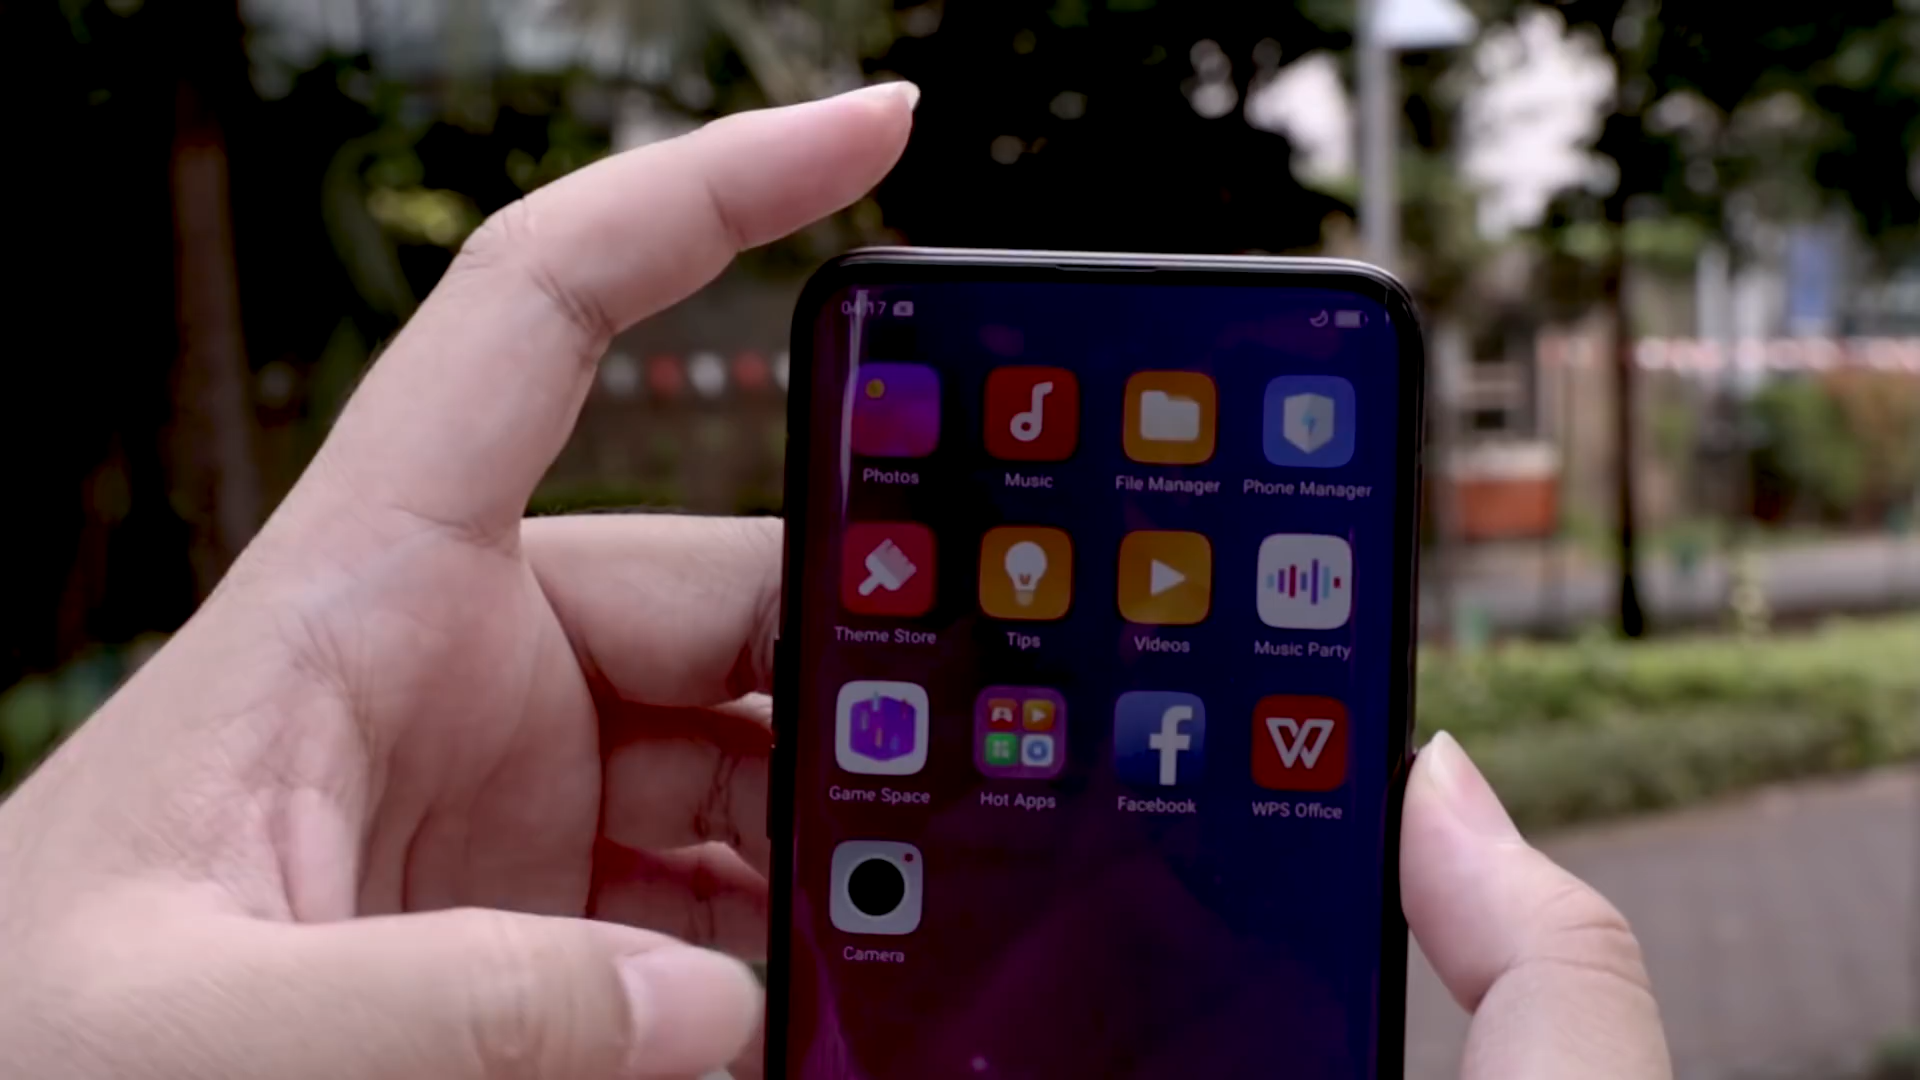 04:17
Photos Music File Manager Phone Manager
Theme Store Tips Videos Music Party
Game Space Hot Apps Facebook WPS Office
Camera